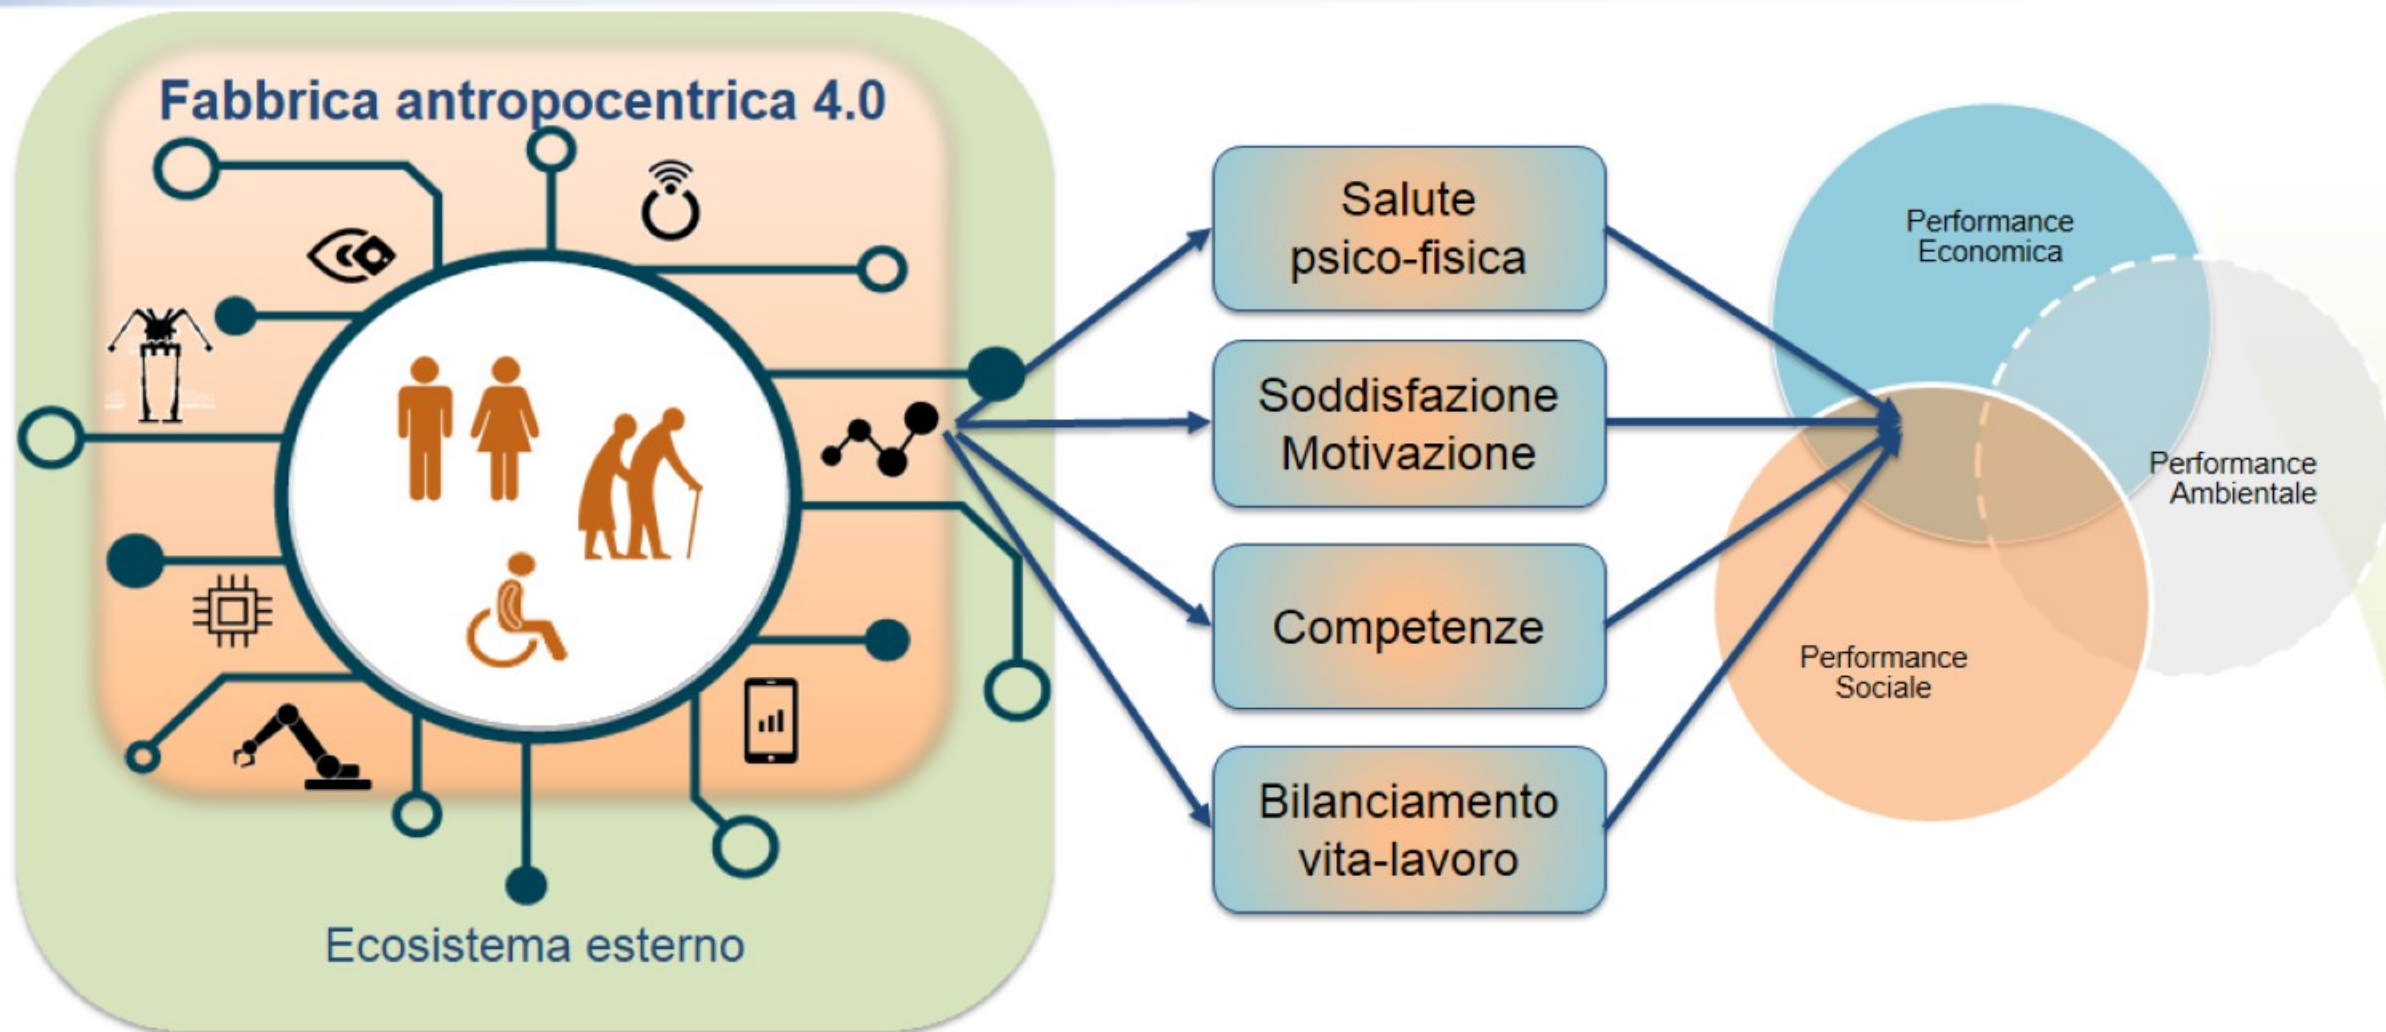 Fabbrica antropocentrica 4.0
Ecosistema esterno
Salute
psico-fisica
Soddisfazione
Motivazione
Competenze
Bilanciamento
vita-lavoro
Performance
Economica
Performance
Ambientale
Performance
Sociale